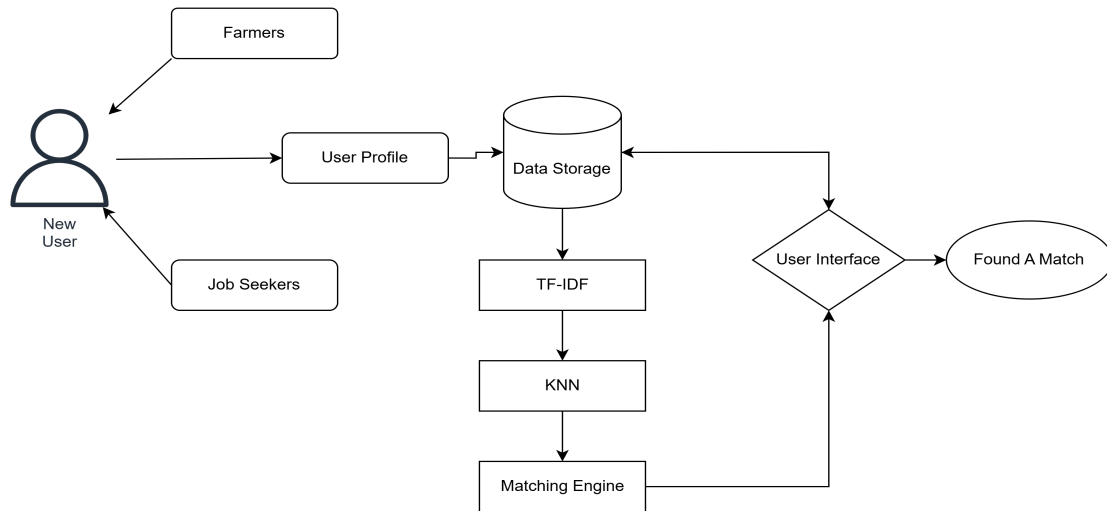 Farmers
User Profile
Data Storage
New
User
User Interface
Found A Match
Job Seekers
TF-IDF
KNN
Matching Engine